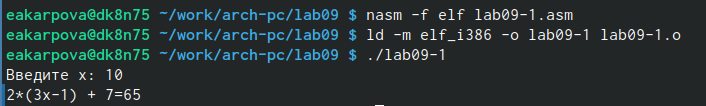 eakarpova@dk8n75 ~/work/arch-pc/lab09 $ nasm -f elf lab09-1.asm
eakarpova@dk8n75 ~/work/arch-pc/lab09 $ ld -m elf_i386 -o lab09-1 lab09-1.o
eakarpova@dk8n75 ~/work/arch-pc/lab09 $ ./lab09-1
Введите x: 10
2*(3x-1) + 7=65